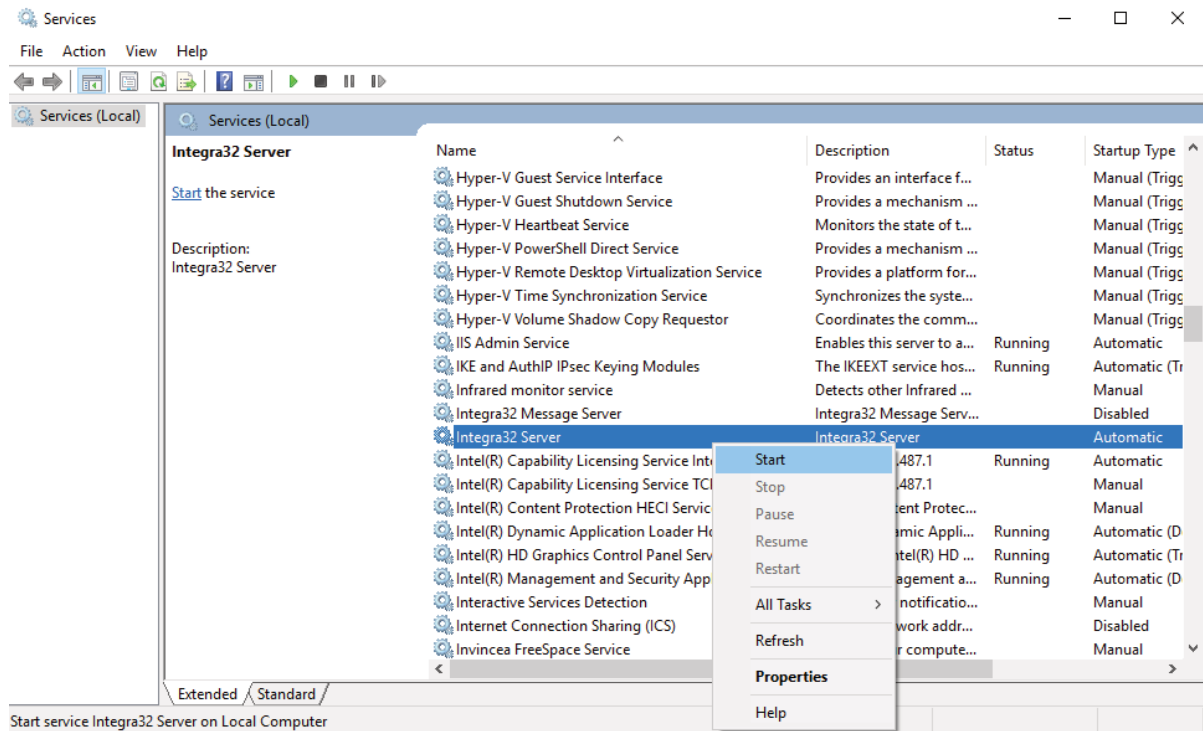 Services
File Action View Help
Services (Local)
Services (Local)
Integra32 Server
Start the service
Description:
Integra32 Server
Name Description Status Startup Type
Hyper-V Guest Service Interface Provides an interface f... Manual (Trigg
Hyper-V Guest Shutdown Service Provides a mechanism ... Manual (Trigg
Hyper-V Heartbeat Service Monitors the state of t... Manual (Trigg
Hyper-V PowerShell Direct Service Provides a mechanism ... Manual (Trigg
Hyper-V Remote Desktop Virtualization Service Provides a platform for... Manual (Trigg
Hyper-V Time Synchronization Service Synchronizes the syste... Manual (Trigg
Hyper-V Volume Shadow Copy Requestor Coordinates the comm... Manual (Trigg
IIS Admin Service Enables this server to a... Running Automatic
IKE and AuthIP IPsec Keying Modules The IKEEXT service hos... Running Automatic (Tr
Infrared monitor service Detects other Infrared ... Manual
Integra32 Message Server Integra32 Message Serv... Disabled
Integra32 Server Integra32 Server Automatic
Intel(R) Capability Licensing Service Inte .487.1 Running Automatic
Intel(R) Capability Licensing Service TCI .487.1 Manual
Intel(R) Content Protection HECI Servic tent Protec... Manual
Intel(R) Dynamic Application Loader Ho amic Appli... Running Automatic (D
Intel(R) HD Graphics Control Panel Serv ntel(R) HD ... Running Automatic (Tr
Intel(R) Management and Security App agement a... Running Automatic (D
Interactive Services Detection notificatio... Manual
Internet Connection Sharing (ICS) work addr... Disabled
Invincea FreeSpace Service r compute... Manual
Start
Stop
Pause
Resume
Restart
All Tasks
Refresh
Properties
Help
Extended Standard
Start service Integra32 Server on Local Computer